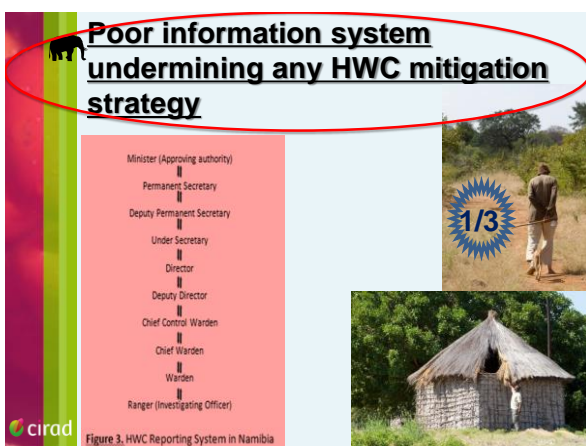 Poor information system
undermining any HWC mitigation
strategy
Minister (Approving authority)
Permanent Secretary
Deputy Permanent Secretary
Under Secretary
Director
Deputy Director
Chief Control Warden
Chief Warden
Warden
Ranger (Investigating Officer)
Figure 3. HWC Reporting System in Namibia
1/3
cirad